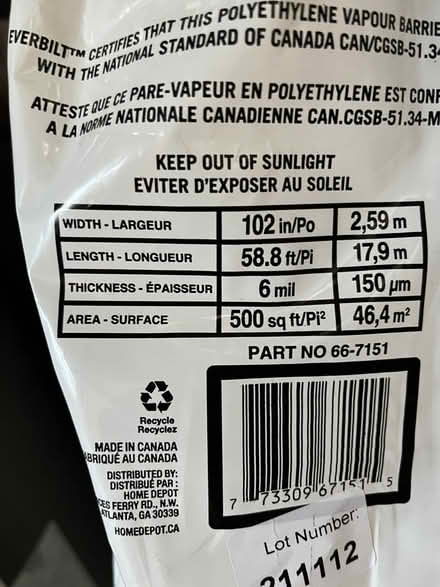 EVERBILT™ CERTIFIES THAT THIS POLYETHYLENE VAPOUR BARRIE
WITH THE NATIONAL STANDARD OF CANADA CAN/CGSB-51.34
ATTESTE QUE CE PARE-VAPEUR EN POLYETHYLENE EST CONF
A LA NORME NATIONALE CANADIENNE CAN.CGSB-51.34-M
KEEP OUT OF SUNLIGHT
EVITER D'EXPOSER AU SOLEIL
WIDTH - LARGEUR 102 in/Po 2,59 m
LENGTH - LONGUEUR 58.8 ft/Pi 17,9 m
THICKNESS - ÉPAISSEUR 6 mil 150 µm
AREA - SURFACE 500 sq ft/Pi² 46,4 m²
PART NO 66-7151
Recycle
Recyclez
MADE IN CANADA
ABRIQUÉ AU CANADA
DISTRIBUTED BY:
DISTRIBUÉ PAR :
HOME DEPOT
CES FERRY RD., N.W.
ATLANTA, GA 30339
HOMEDEPOT.CA
7 73309 67151 5
Lot Number:
211112